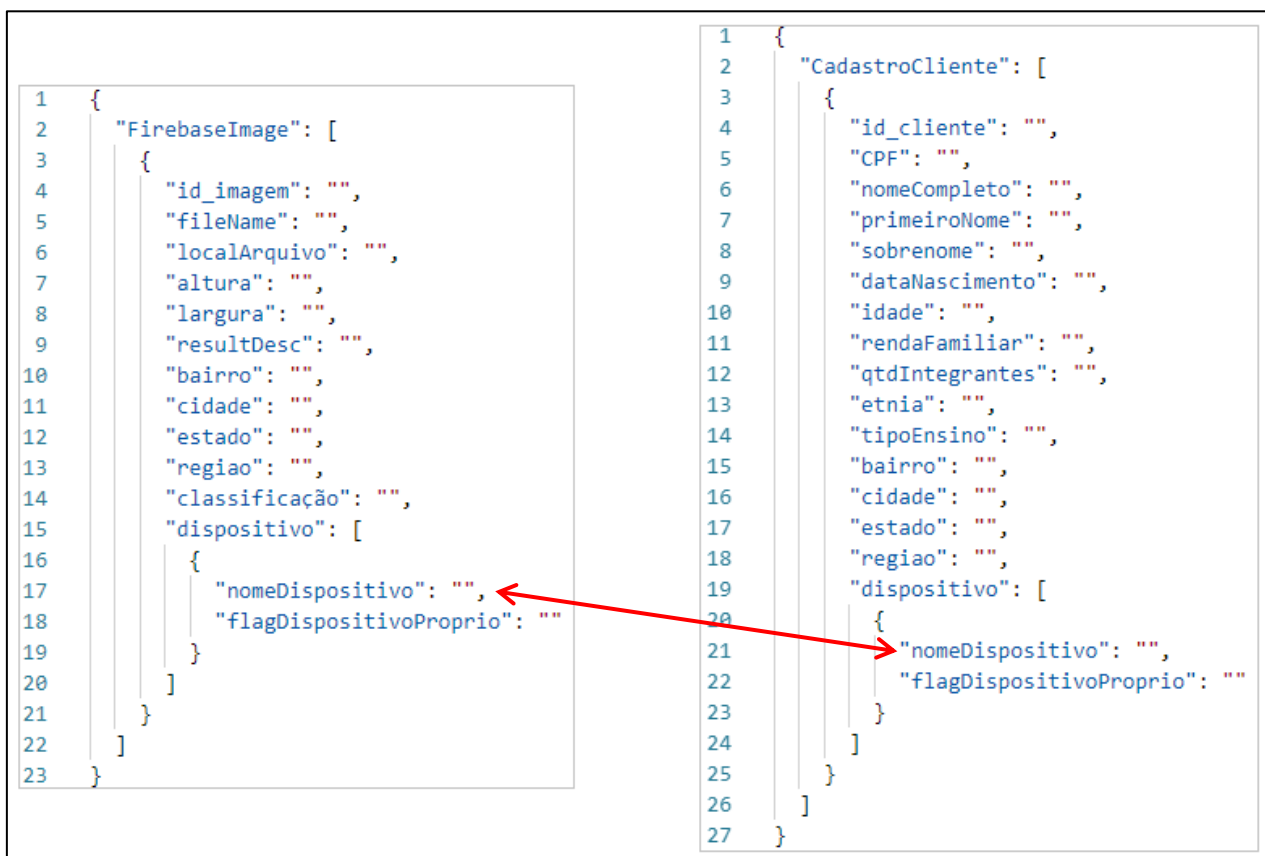 1 {
2 "FirebaseImage": [
3 {
4 "id_imagem": "",
5 "fileName": "",
6 "localArquivo": "",
7 "altura": "",
8 "largura": "",
9 "resultDesc": "",
10 "bairro": "",
11 "cidade": "",
12 "estado": "",
13 "regiao": "",
14 "classificação": "",
15 "dispositivo": [
16 {
17 "nomeDispositivo": "",
18 "flagDispositivoProprio": ""
19 }
20 ]
21 }
22 ]
23 }
1 {
2 "CadastroCliente": [
3 {
4 "id_cliente": "",
5 "CPF": "",
6 "nomeCompleto": "",
7 "primeiroNome": "",
8 "sobrenome": "",
9 "dataNascimento": "",
10 "idade": "",
11 "rendaFamiliar": "",
12 "qtdIntegrantes": "",
13 "etnia": "",
14 "tipoEnsino": "",
15 "bairro": "",
16 "cidade": "",
17 "estado": "",
18 "regiao": "",
19 "dispositivo": [
20 {
21 "nomeDispositivo": "",
22 "flagDispositivoProprio": ""
23 }
24 ]
25 }
26 ]
27 }